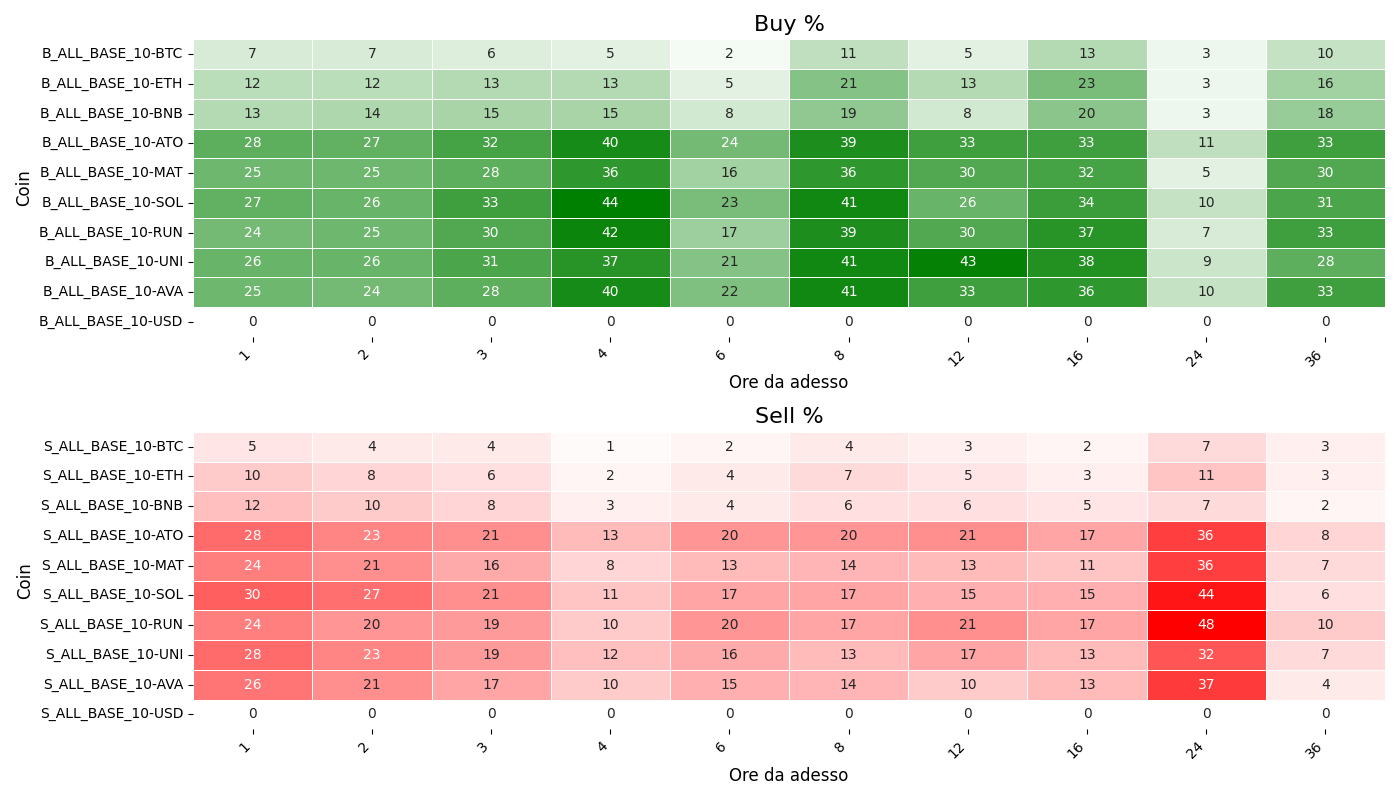 Buy %
Coin
B_ALL_BASE_10-BTC 7 7 6 5 2 11 5 13 3 10
B_ALL_BASE_10-ETH 12 12 13 13 5 21 13 23 3 16
B_ALL_BASE_10-BNB 13 14 15 15 8 19 8 20 3 18
B_ALL_BASE_10-ATO 28 27 32 40 24 39 33 33 11 33
B_ALL_BASE_10-MAT 25 25 28 36 16 36 30 32 5 30
B_ALL_BASE_10-SOL 27 26 33 44 23 41 26 34 10 31
B_ALL_BASE_10-RUN 24 25 30 42 17 39 30 37 7 33
B_ALL_BASE_10-UNI 26 26 31 37 21 41 43 38 9 28
B_ALL_BASE_10-AVA 25 24 28 40 22 41 33 36 10 33
B_ALL_BASE_10-USD 0 0 0 0 0 0 0 0 0 0
1 2 3 4 6 8 12 16 24 36
Ore da adesso
Sell %
Coin
S_ALL_BASE_10-BTC 5 4 4 1 2 4 3 2 7 3
S_ALL_BASE_10-ETH 10 8 6 2 4 7 5 3 11 3
S_ALL_BASE_10-BNB 12 10 8 3 4 6 6 5 7 2
S_ALL_BASE_10-ATO 28 23 21 13 20 20 21 17 36 8
S_ALL_BASE_10-MAT 24 21 16 8 13 14 13 11 36 7
S_ALL_BASE_10-SOL 30 27 21 11 17 17 15 15 44 6
S_ALL_BASE_10-RUN 24 20 19 10 20 17 21 17 48 10
S_ALL_BASE_10-UNI 28 23 19 12 16 13 17 13 32 7
S_ALL_BASE_10-AVA 26 21 17 10 15 14 10 13 37 4
S_ALL_BASE_10-USD 0 0 0 0 0 0 0 0 0 0
1 2 3 4 6 8 12 16 24 36
Ore da adesso